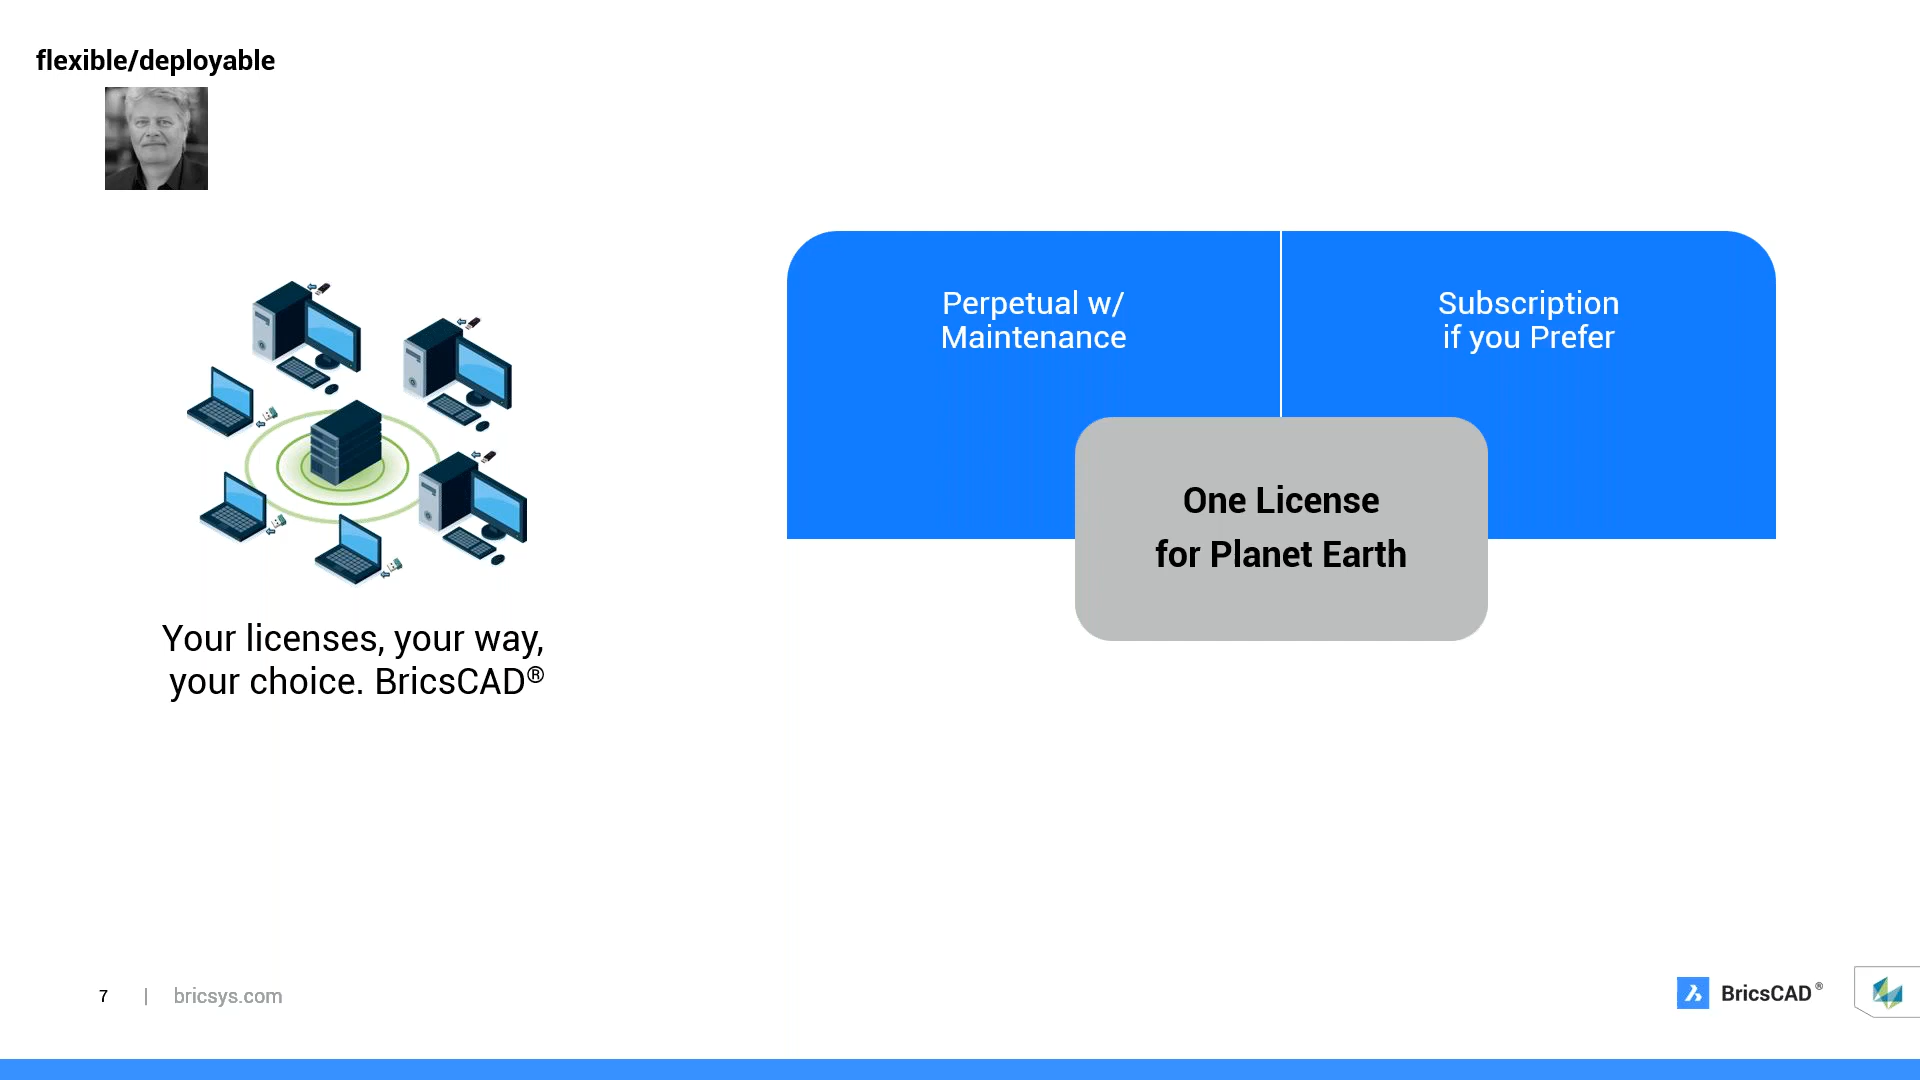 flexible/deployable
Perpetual w/
Maintenance
Subscription
if you Prefer
One License
for Planet Earth
Your licenses, your way,
your choice. BricsCAD®
7 | bricsys.com
BricsCAD®